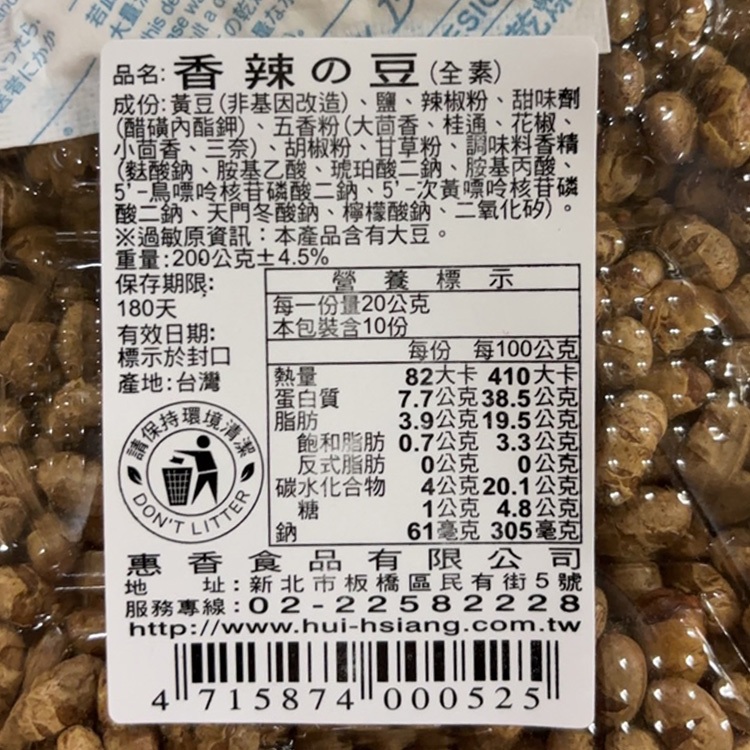 品名:香辣の豆(全素)
成份:黃豆(非基因改造)、鹽、辣椒粉、甜味劑
(醋磺內酯鉀)、五香粉(大茴香、桂通、花椒、
小茴香、三奈)、胡椒粉、甘草粉、調味料香精
(麩酸鈉、胺基乙酸、琥珀酸二鈉、胺基丙酸、
5'-鳥嘌呤核苷磷酸二鈉、5'-次黃嘌呤核苷磷
酸二鈉、天門冬酸鈉、檸檬酸鈉、二氧化矽)。
※過敏原資訊:本產品含有大豆。
重量:200公克±4.5%
保存期限:
180天
有效日期:
標示於封口
產地:台灣
請保持環境清潔
DON'T LITTER
營養標示
每一份量20公克
本包裝含10份
每份 每100公克
熱量 82大卡 410大卡
蛋白質 7.7公克 38.5公克
脂肪 3.9公克 19.5公克
飽和脂肪 0.7公克 3.3公克
反式脂肪 0公克 0公克
碳水化合物 4公克 20.1公克
糖 1公克 4.8公克
鈉 61毫克 305毫克
惠香食品有限公司
地址:新北市板橋區民有街5號
服務專線:02-22582228
http://www.hui-hsiang.com.tw
4 715874 000525